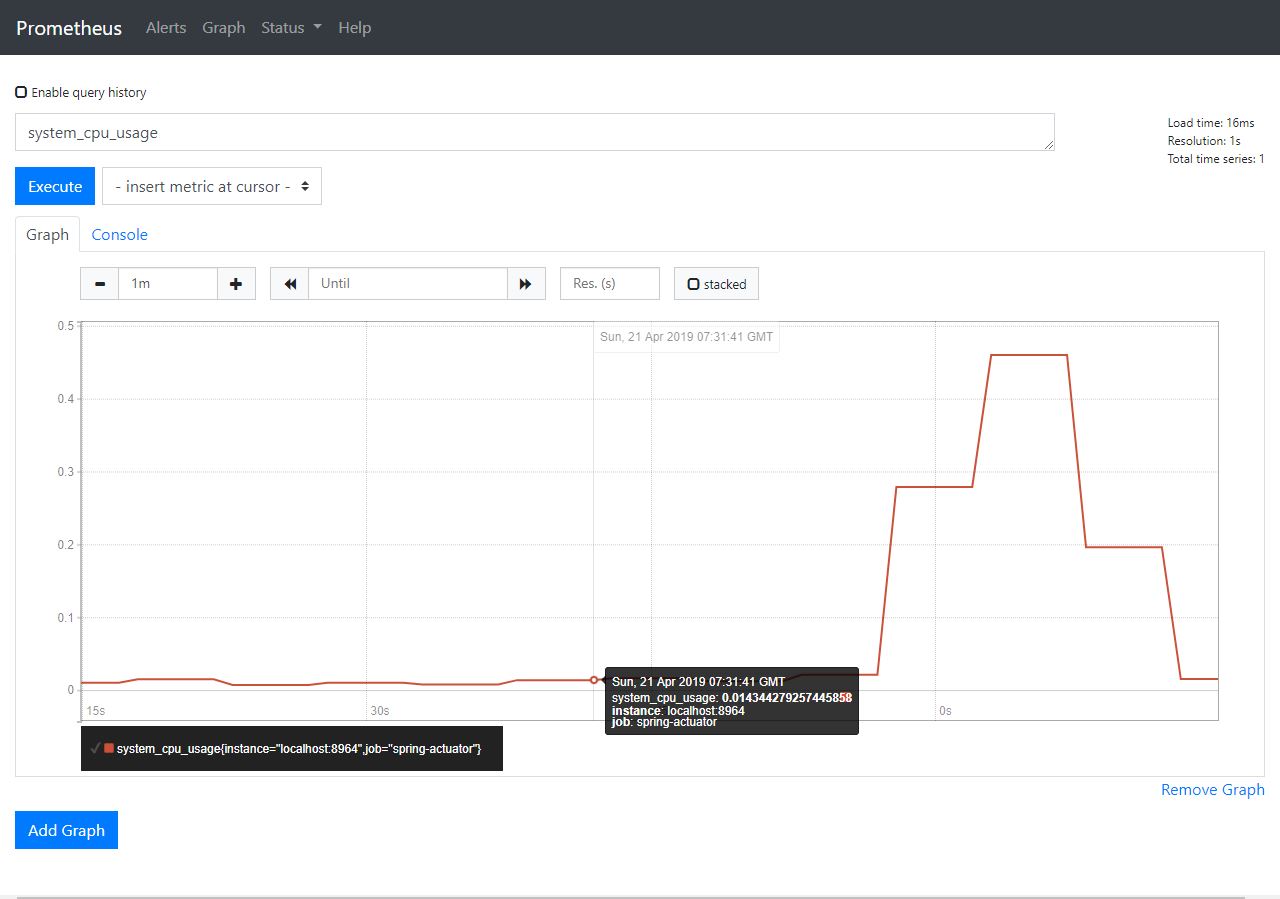 Prometheus Alerts Graph Status Help
Enable query history
system_cpu_usage
Load time: 16ms
Resolution: 1s
Total time series: 1
Execute - insert metric at cursor -
Graph Console
1m Until Res. (s) stacked
Sun, 21 Apr 2019 07:31:41 GMT
0.5
0.4
0.3
0.2
0.1
0
Sun, 21 Apr 2019 07:31:41 GMT
system_cpu_usage: 0.014344279257445858
instance: localhost:8964
job: spring-actuator
15s 30s 0s
system_cpu_usage{instance="localhost:8964",job="spring-actuator"}
Remove Graph
Add Graph